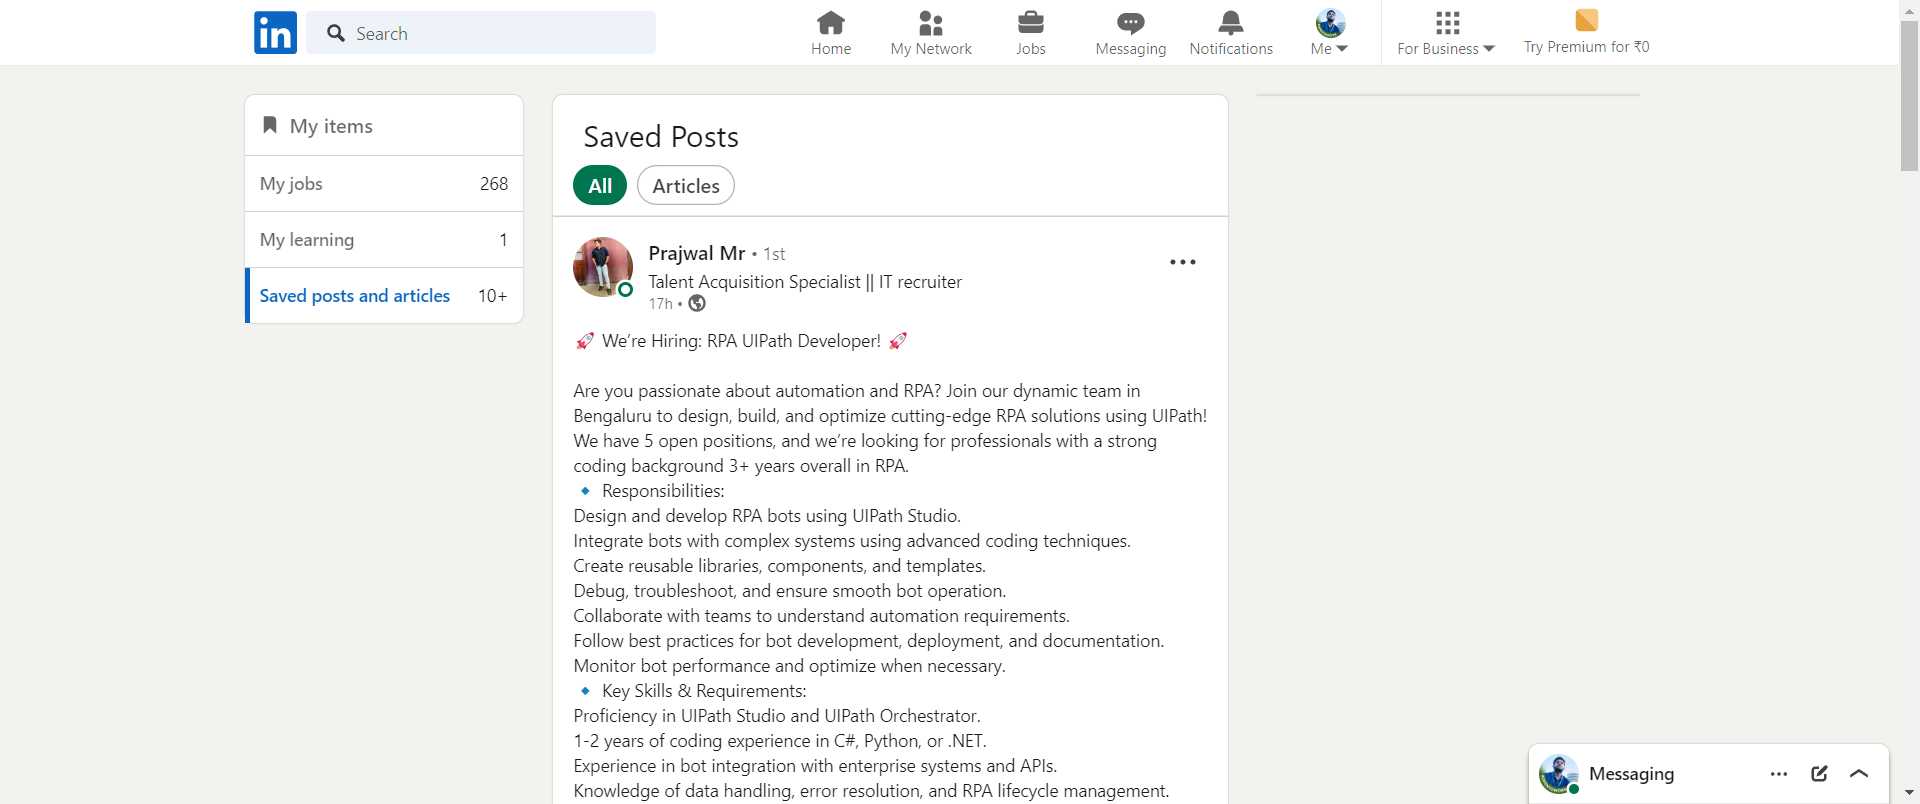 in
Search
Home
My Network
Jobs
Messaging
Notifications
Me
For Business
Try Premium for ₹0
My items
My jobs 268
My learning 1
Saved posts and articles 10+
Saved Posts
All
Articles
Prajwal Mr • 1st
Talent Acquisition Specialist || IT recruiter
17h •
🚀 We’re Hiring: RPA UIPath Developer! 🚀
Are you passionate about automation and RPA? Join our dynamic team in
Bengaluru to design, build, and optimize cutting-edge RPA solutions using UIPath!
We have 5 open positions, and we’re looking for professionals with a strong
coding background 3+ years overall in RPA.
🔹 Responsibilities:
Design and develop RPA bots using UIPath Studio.
Integrate bots with complex systems using advanced coding techniques.
Create reusable libraries, components, and templates.
Debug, troubleshoot, and ensure smooth bot operation.
Collaborate with teams to understand automation requirements.
Follow best practices for bot development, deployment, and documentation.
Monitor bot performance and optimize when necessary.
🔹 Key Skills & Requirements:
Proficiency in UIPath Studio and UIPath Orchestrator.
1-2 years of coding experience in C#, Python, or .NET.
Experience in bot integration with enterprise systems and APIs.
Knowledge of data handling, error resolution, and RPA lifecycle management.
Messaging